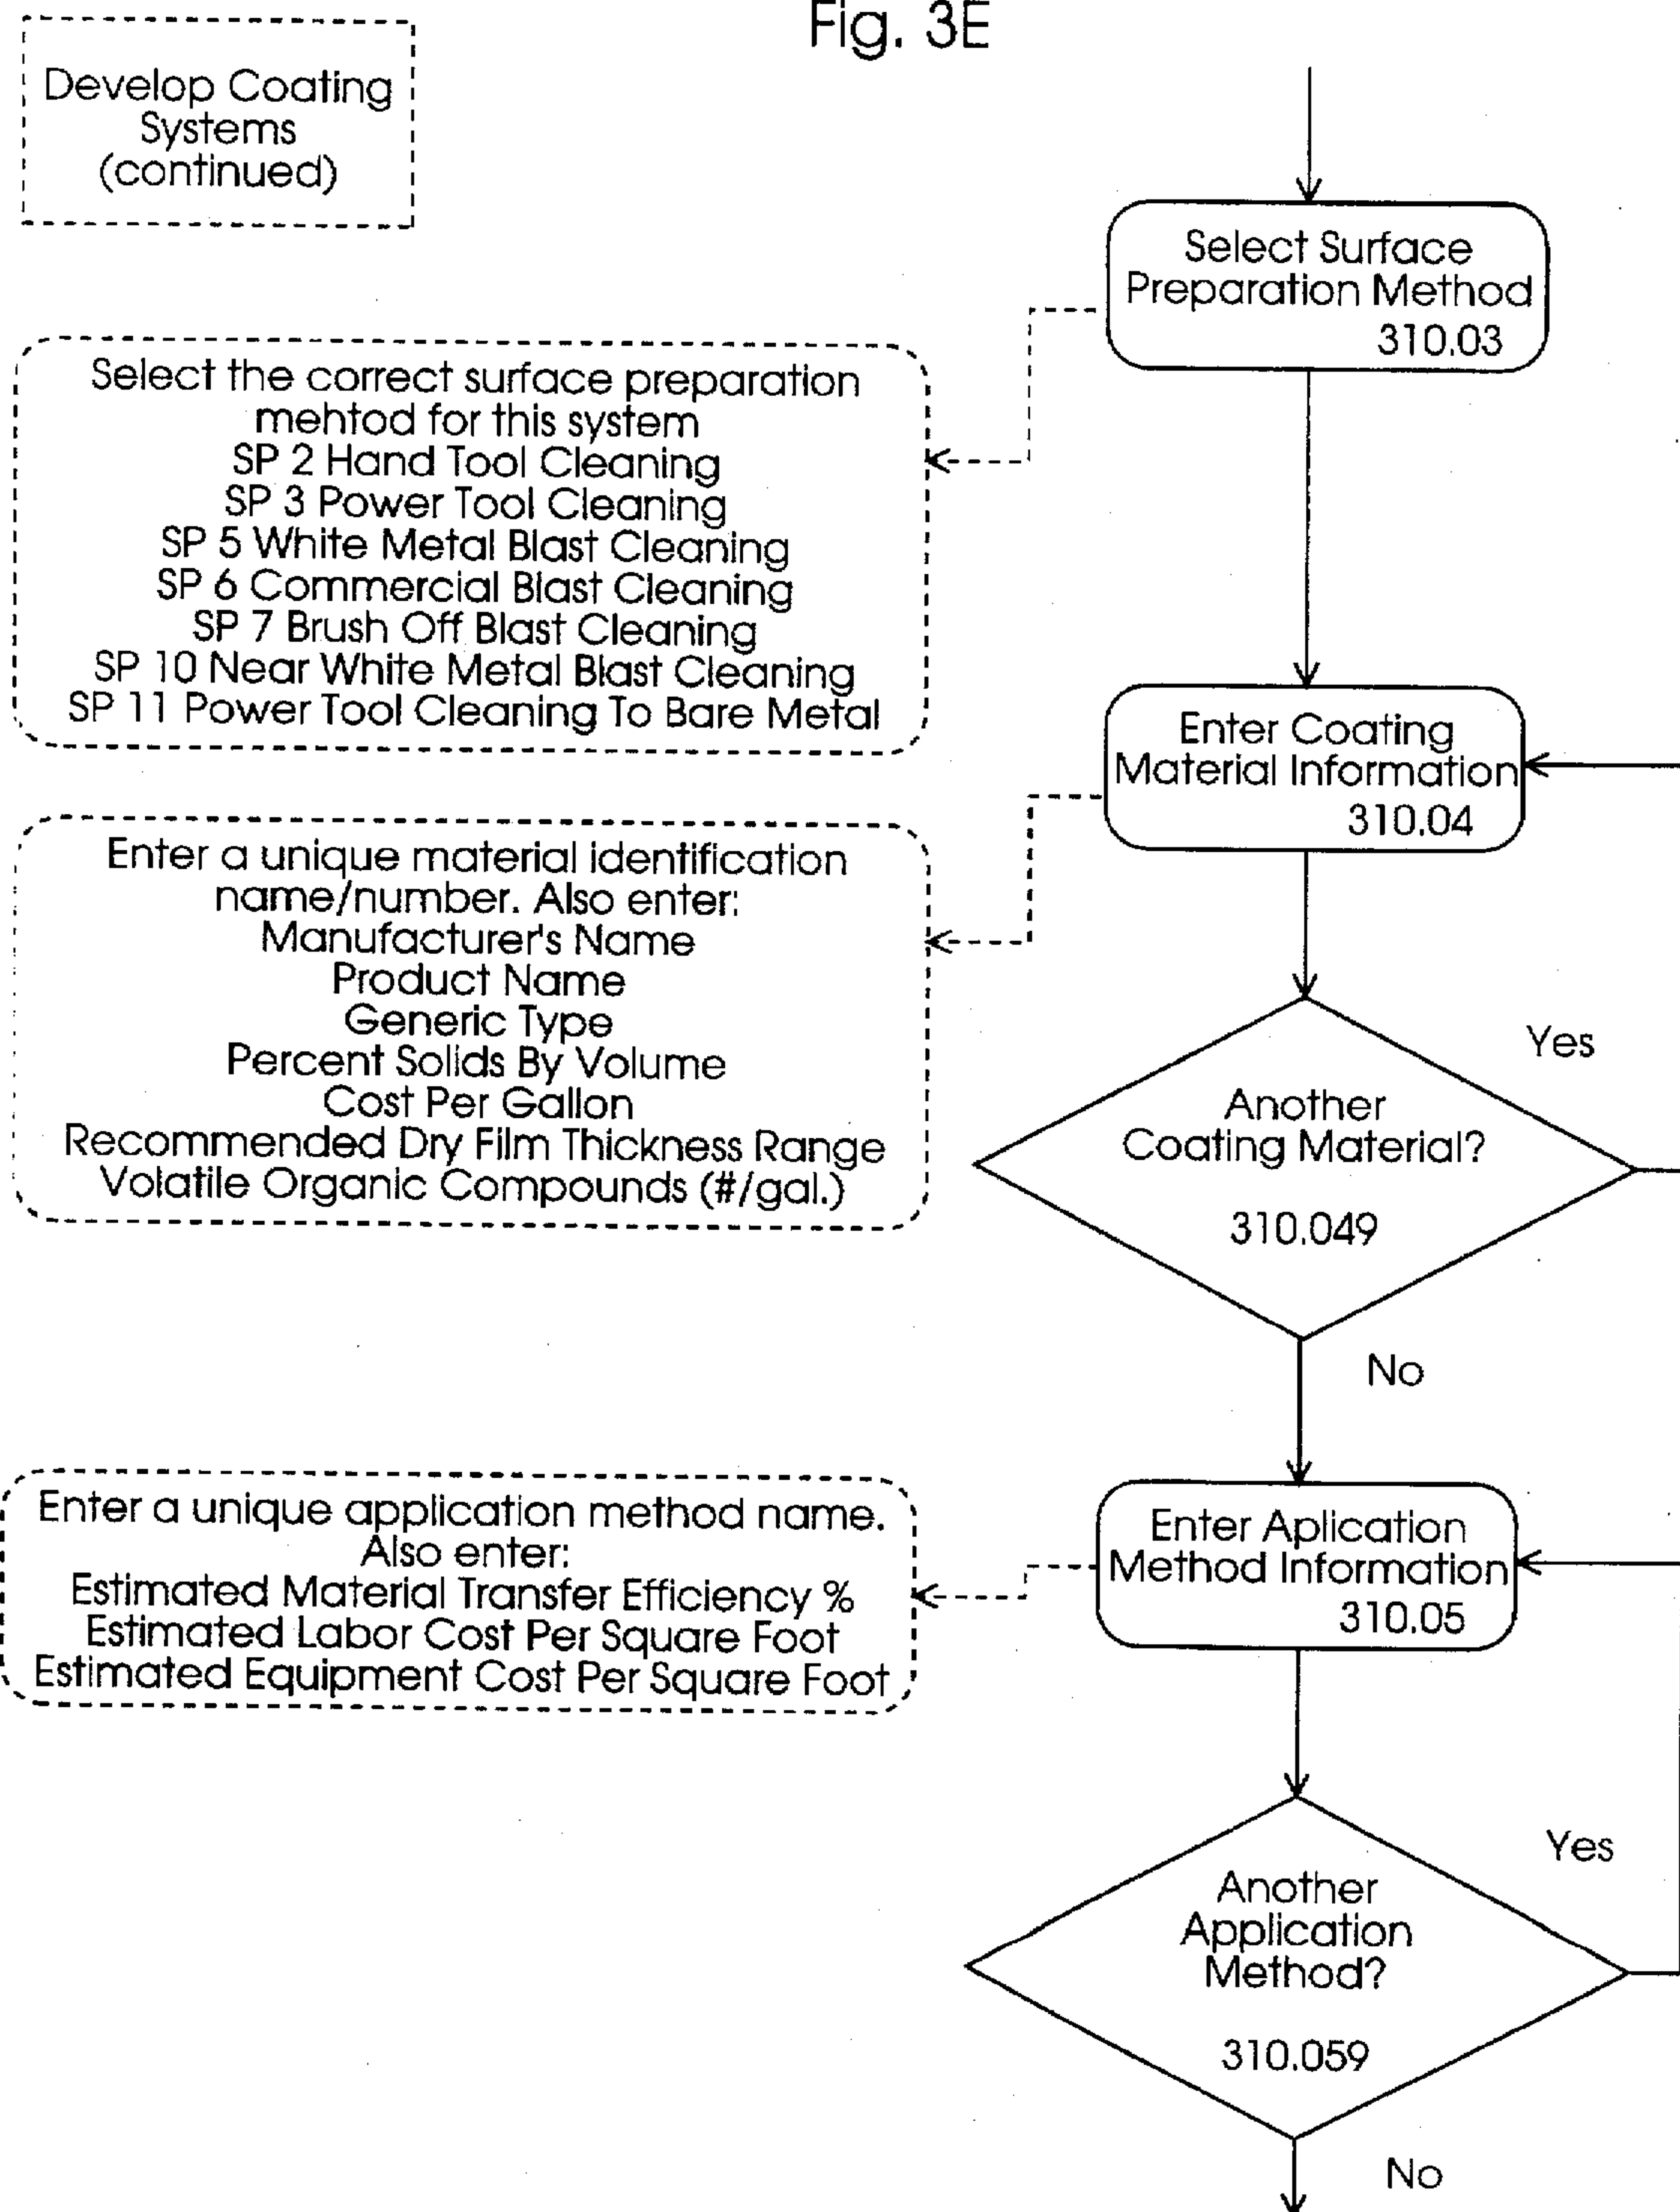 Fig. 3E
Develop Coating
Systems
(continued)
Select Surface
Preparation Method
310.03
Select the correct surface preparation
mehtod for this system
SP 2 Hand Tool Cleaning
SP 3 Power Tool Cleaning
SP 5 White Metal Blast Cleaning
SP 6 Commercial Blast Cleaning
SP 7 Brush Off Blast Cleaning
SP 10 Near White Metal Blast Cleaning
SP 11 Power Tool Cleaning To Bare Metal
Enter Coating
Material Information
310.04
Enter a unique material identification
name/number. Also enter:
Manufacturer's Name
Product Name
Generic Type
Percent Solids By Volume
Cost Per Gallon
Recommended Dry Film Thickness Range
Volatile Organic Compounds (#/gal.)
Yes
Another
Coating Material?
310.049
No
Enter Aplication
Method Information
310.05
Enter a unique application method name.
Also enter:
Estimated Material Transfer Efficiency %
Estimated Labor Cost Per Square Foot
Estimated Equipment Cost Per Square Foot
Yes
Another
Application
Method?
310.059
No